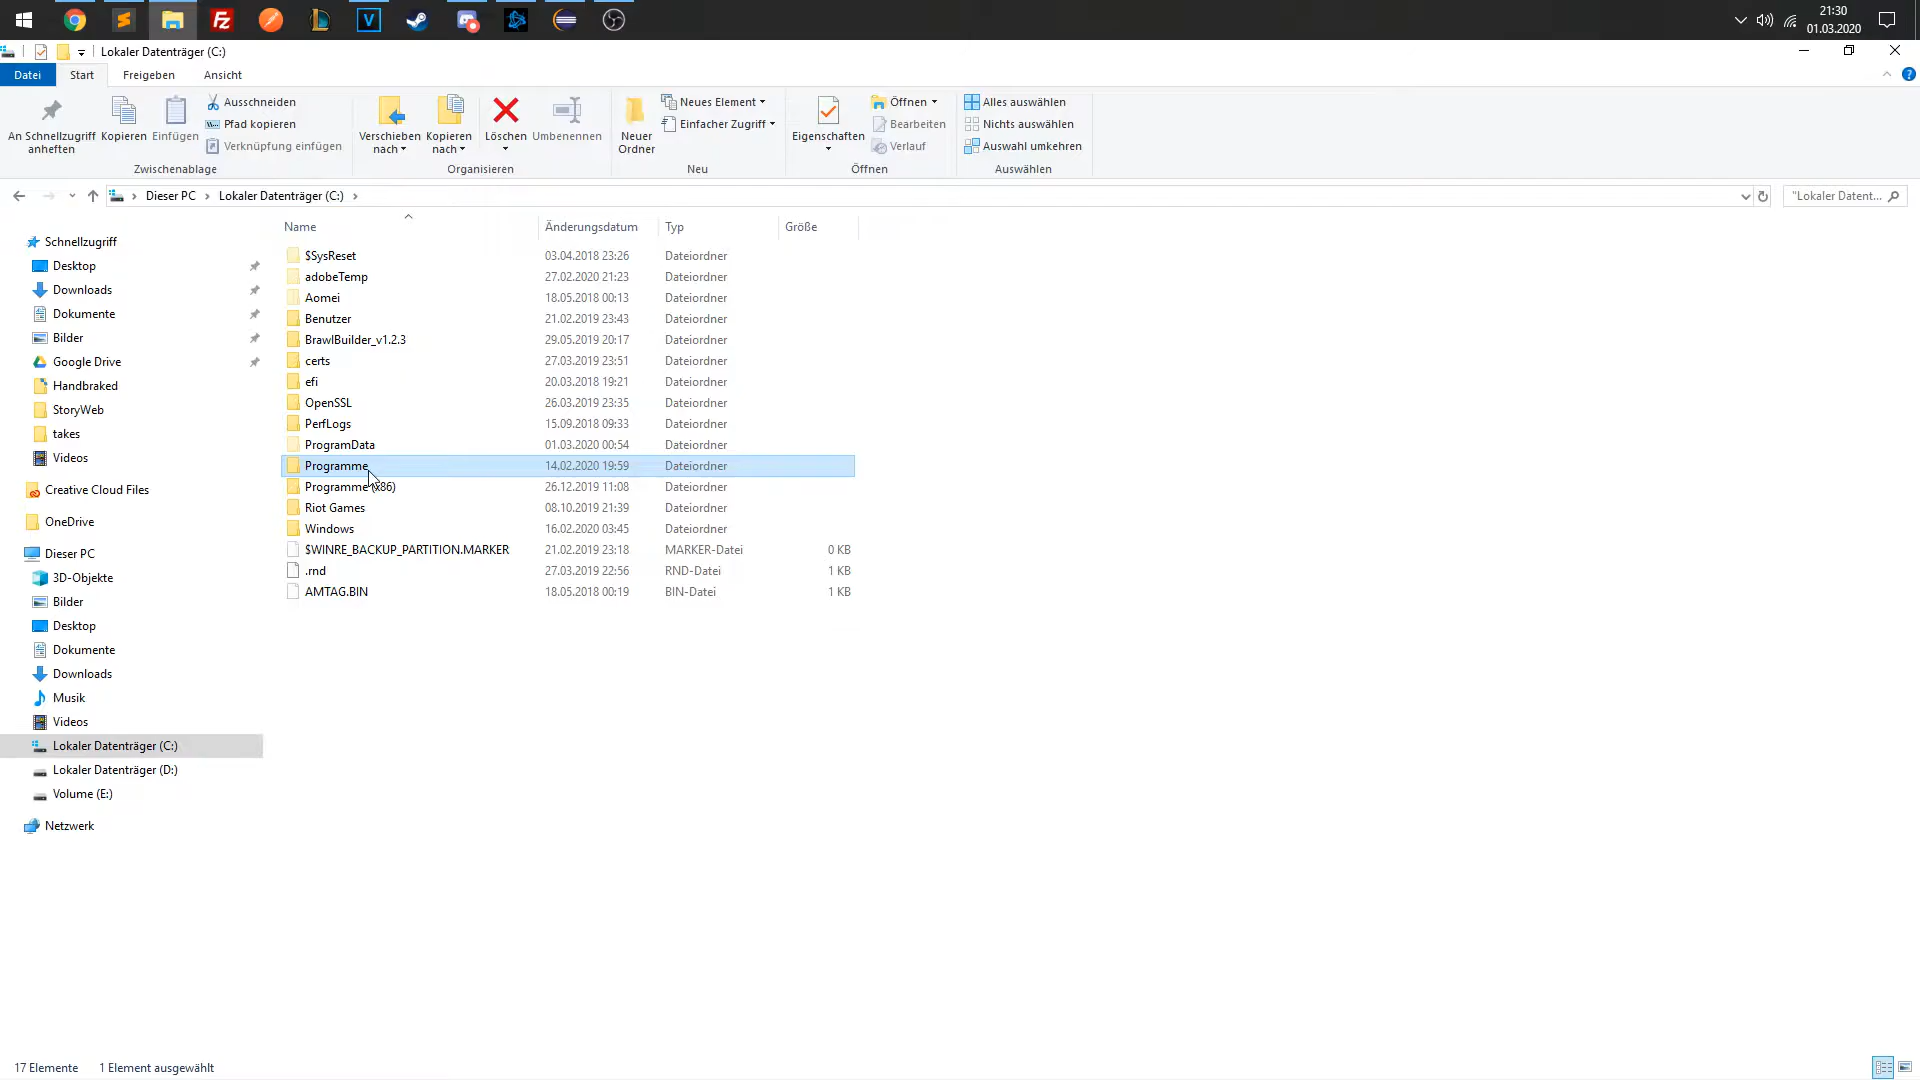 21:30
01.03.2020
Lokaler Datenträger (C:)
Datei Start Freigeben Ansicht
An Schnellzugriff anheften
Kopieren
Einfügen
Ausschneiden
Pfad kopieren
Verknüpfung einfügen
Zwischenablage
Verschieben nach
Kopieren nach
Löschen
Umbenennen
Organisieren
Neuer Ordner
Neues Element
Einfacher Zugriff
Neu
Eigenschaften
Öffnen
Bearbeiten
Verlauf
Öffnen
Alles auswählen
Nichts auswählen
Auswahl umkehren
Auswählen
Dieser PC › Lokaler Datenträger (C:) ›
"Lokaler Datent...
Schnellzugriff
Desktop
Downloads
Dokumente
Bilder
Google Drive
Handbraked
StoryWeb
takes
Videos
Creative Cloud Files
OneDrive
Dieser PC
3D-Objekte
Bilder
Desktop
Dokumente
Downloads
Musik
Videos
Lokaler Datenträger (C:)
Lokaler Datenträger (D:)
Volume (E:)
Netzwerk
Name Änderungsdatum Typ Größe
$SysReset 03.04.2018 23:26 Dateiordner
adobeTemp 27.02.2020 21:23 Dateiordner
Aomei 18.05.2018 00:13 Dateiordner
Benutzer 21.02.2019 23:43 Dateiordner
BrawlBuilder_v1.2.3 29.05.2019 20:17 Dateiordner
certs 27.03.2019 23:51 Dateiordner
efi 20.03.2018 19:21 Dateiordner
OpenSSL 26.03.2019 23:35 Dateiordner
PerfLogs 15.09.2018 09:33 Dateiordner
ProgramData 01.03.2020 00:54 Dateiordner
Programme 14.02.2020 19:59 Dateiordner
Programme (x86) 26.12.2019 11:08 Dateiordner
Riot Games 08.10.2019 21:39 Dateiordner
Windows 16.02.2020 03:45 Dateiordner
$WINRE_BACKUP_PARTITION.MARKER 21.02.2019 23:18 MARKER-Datei 0 KB
.rnd 27.03.2019 22:56 RND-Datei 1 KB
AMTAG.BIN 18.05.2018 00:19 BIN-Datei 1 KB
17 Elemente 1 Element ausgewählt